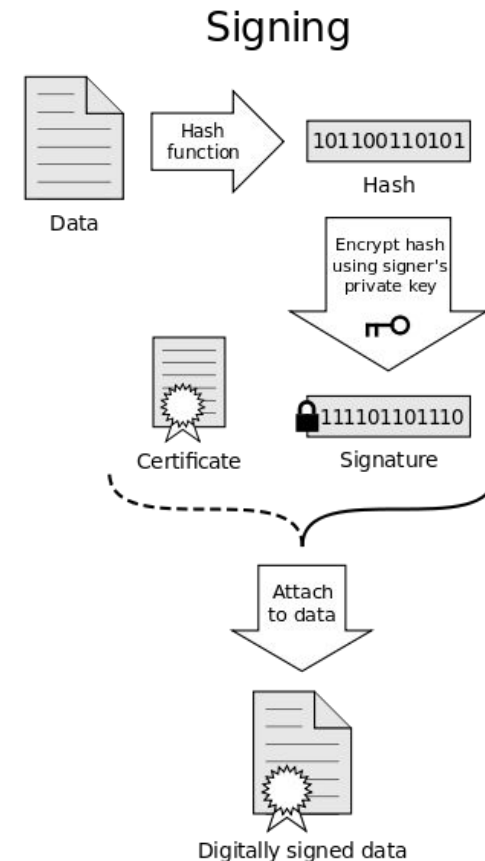 Signing
Hash
function
101100110101
Hash
Data
Encrypt hash
using signer's
private key
111101101110
Certificate
Signature
Attach
to data
Digitally signed data